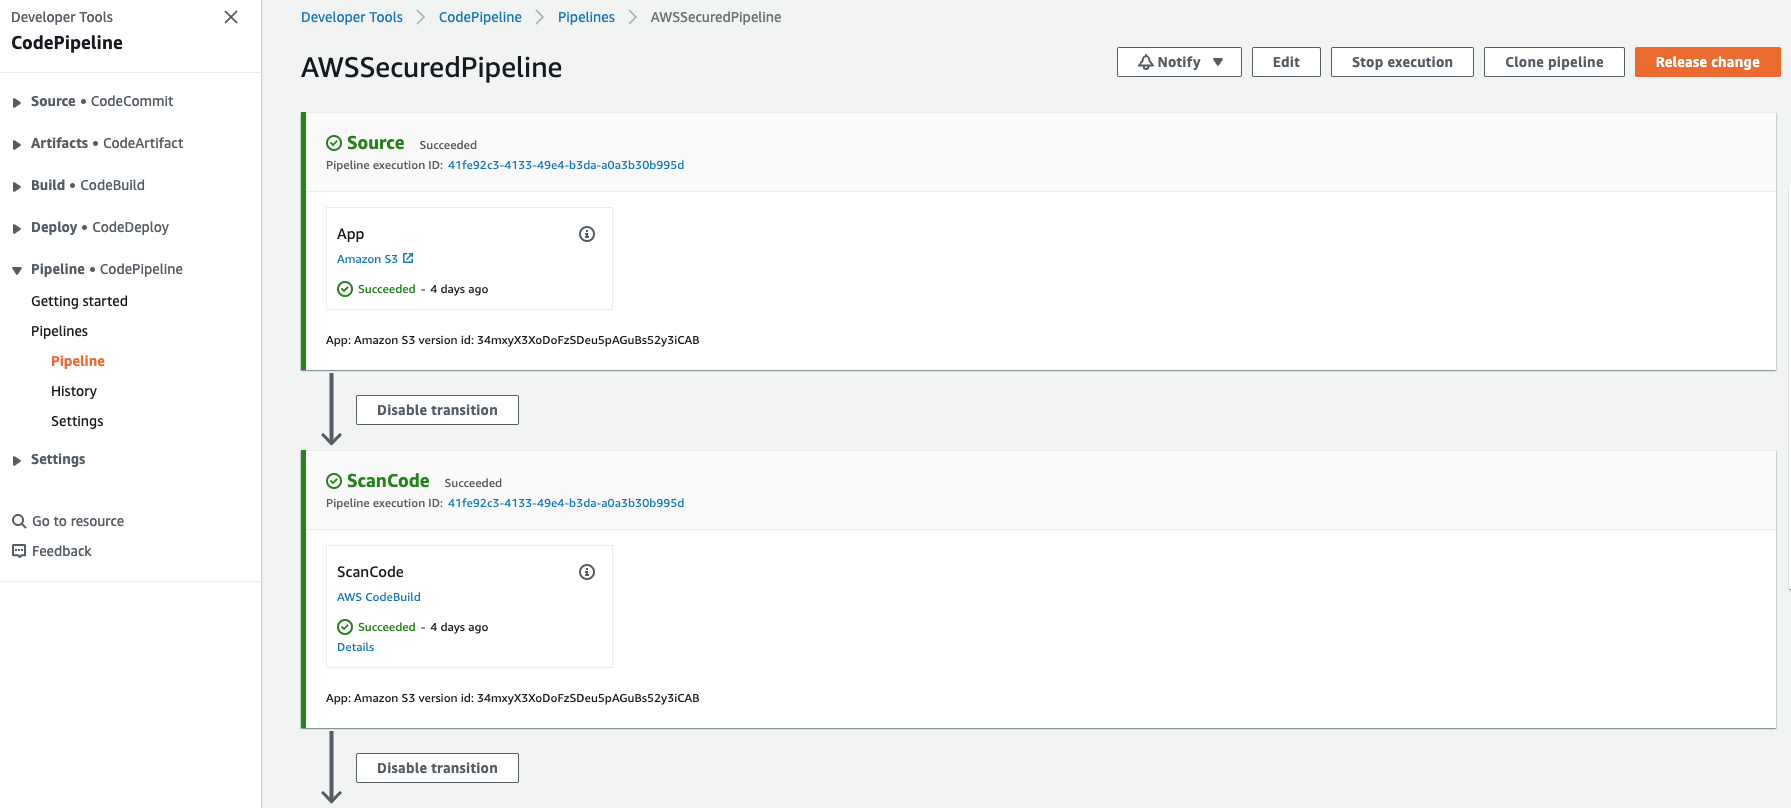 Developer Tools
CodePipeline
Source • CodeCommit
Artifacts • CodeArtifact
Build • CodeBuild
Deploy • CodeDeploy
Pipeline • CodePipeline
Getting started
Pipelines
Pipeline
History
Settings
Settings
Go to resource
Feedback
Developer Tools CodePipeline Pipelines AWSSecuredPipeline
AWSSecuredPipeline
Notify Edit Stop execution Clone pipeline Release change
Source Succeeded
Pipeline execution ID: 41fe92c3-4133-49e4-b3da-a0a3b30b995d
App
Amazon S3
Succeeded - 4 days ago
App: Amazon S3 version id: 34mxyX3XoDoFzSDeu5pAGuBs52y3iCAB
Disable transition
ScanCode Succeeded
Pipeline execution ID: 41fe92c3-4133-49e4-b3da-a0a3b30b995d
ScanCode
AWS CodeBuild
Succeeded - 4 days ago
Details
App: Amazon S3 version id: 34mxyX3XoDoFzSDeu5pAGuBs52y3iCAB
Disable transition